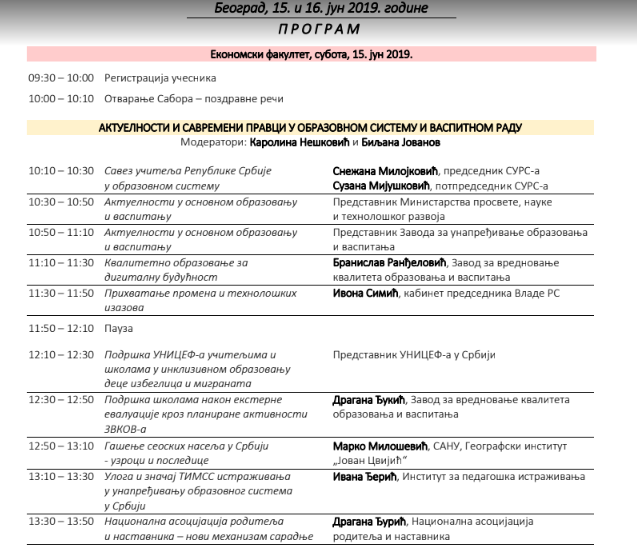 Београд, 15. и 16. јун 2019. године
ПРОГРАМ
Економски факултет, субота, 15. јун 2019.
09:30 – 10:00 Регистрација учесника
10:00 – 10:10 Отварање Сабора – поздравне речи
АКТУЕЛНОСТИ И САВРЕМЕНИ ПРАВЦИ У ОБРАЗОВНОМ СИСТЕМУ И ВАСПИТНОМ РАДУ
Модератори: Каролина Нешковић и Биљана Јованов
10:10 – 10:30 Савез учитеља Републике Србије Снежана Милојковић, председник СУРС-а
у образовном систему Сузана Мијушковић, потпредседник СУРС-а
10:30 – 10:50 Актуелности у основном образовању Представник Министарства просвете, науке
и васпитању и технолошког развоја
10:50 – 11:10 Актуелности у основном образовању Представник Завода за унапређивање образовања
и васпитању и васпитања
11:10 – 11:30 Квалитетно образовање за Бранислав Ранђеловић, Завод за вредновање
дигиталну будућност квалитета образовања и васпитања
11:30 – 11:50 Прихватање промена и технолошких Ивона Симић, кабинет председника Владе РС
изазова
11:50 – 12:10 Пауза
12:10 – 12:30 Подршка УНИЦЕФ-а учитељима и Представник УНИЦЕФ-а у Србији
школама у инклузивном образовању
деце избеглица и миграната
12:30 – 12:50 Подршка школама након екстерне Драгана Ђукић, Завод за вредновање квалитета
евалуације кроз планиране активности образовања и васпитања
ЗВКОВ-а
12:50 – 13:10 Гашење сеоских насеља у Србији Марко Милошевић, САНУ, Географски институт
- узроци и последице „Јован Цвијић“
13:10 – 13:30 Улога и значај ТИМСС истраживања Ивана Ђерић, Институт за педагошка истраживања
у унапређивању образовног система
у Србији
13:30 – 13:50 Национална асоцијација родитеља Драгана Ђурић, Национална асоцијација
и наставника – нови механизам сарадње родитеља и наставника